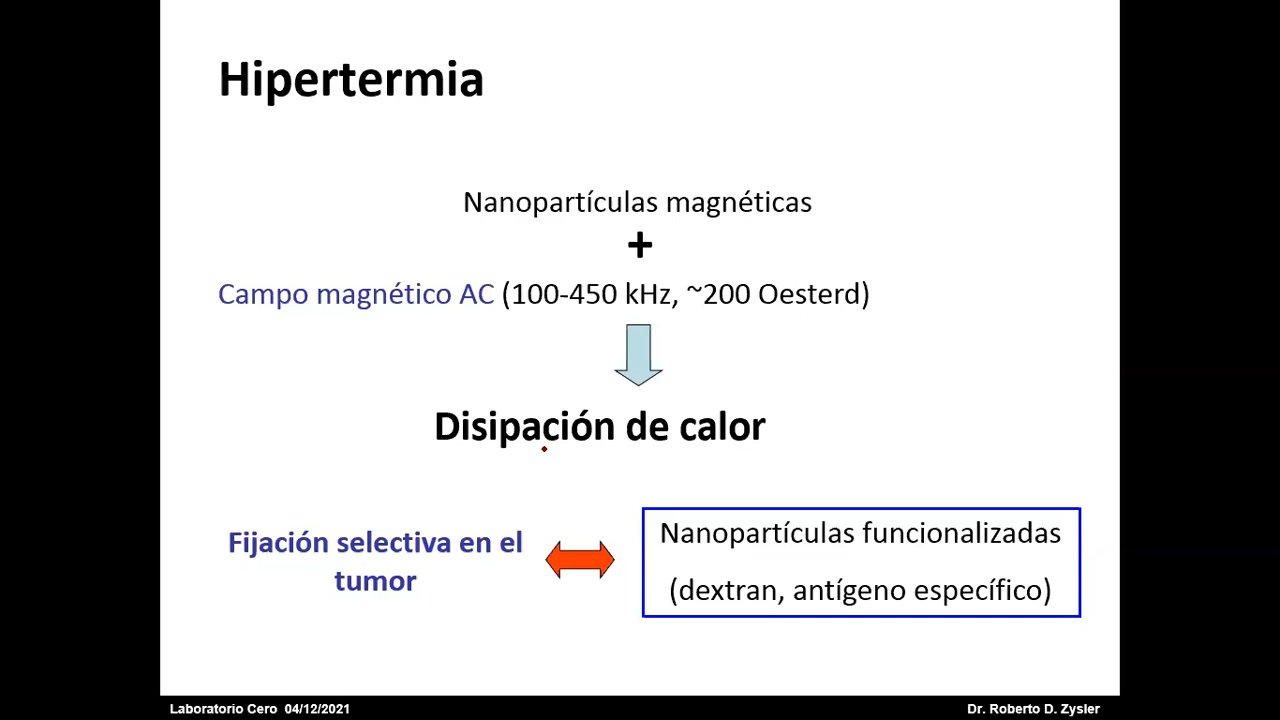 Hipertermia
Nanopartículas magnéticas
+
Campo magnético AC (100-450 kHz, ~200 Oesterd)
Disipación de calor
Fijación selectiva en el
tumor
Nanopartículas funcionalizadas
(dextran, antígeno específico)
Laboratorio Cero 04/12/2021
Dr. Roberto D. Zysler